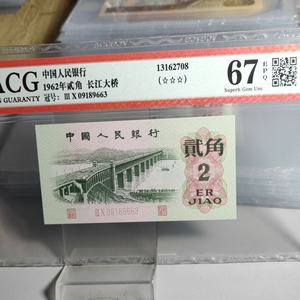 ACG
N GUARANTY
中国人民银行
1962年贰角 长江大桥
冠号: III X 09189663
13162708
(☆☆☆)
67 EPQ
Superb Gem Unc
中國人民銀行
貳角
2
ER
JIAO
III X 09189663